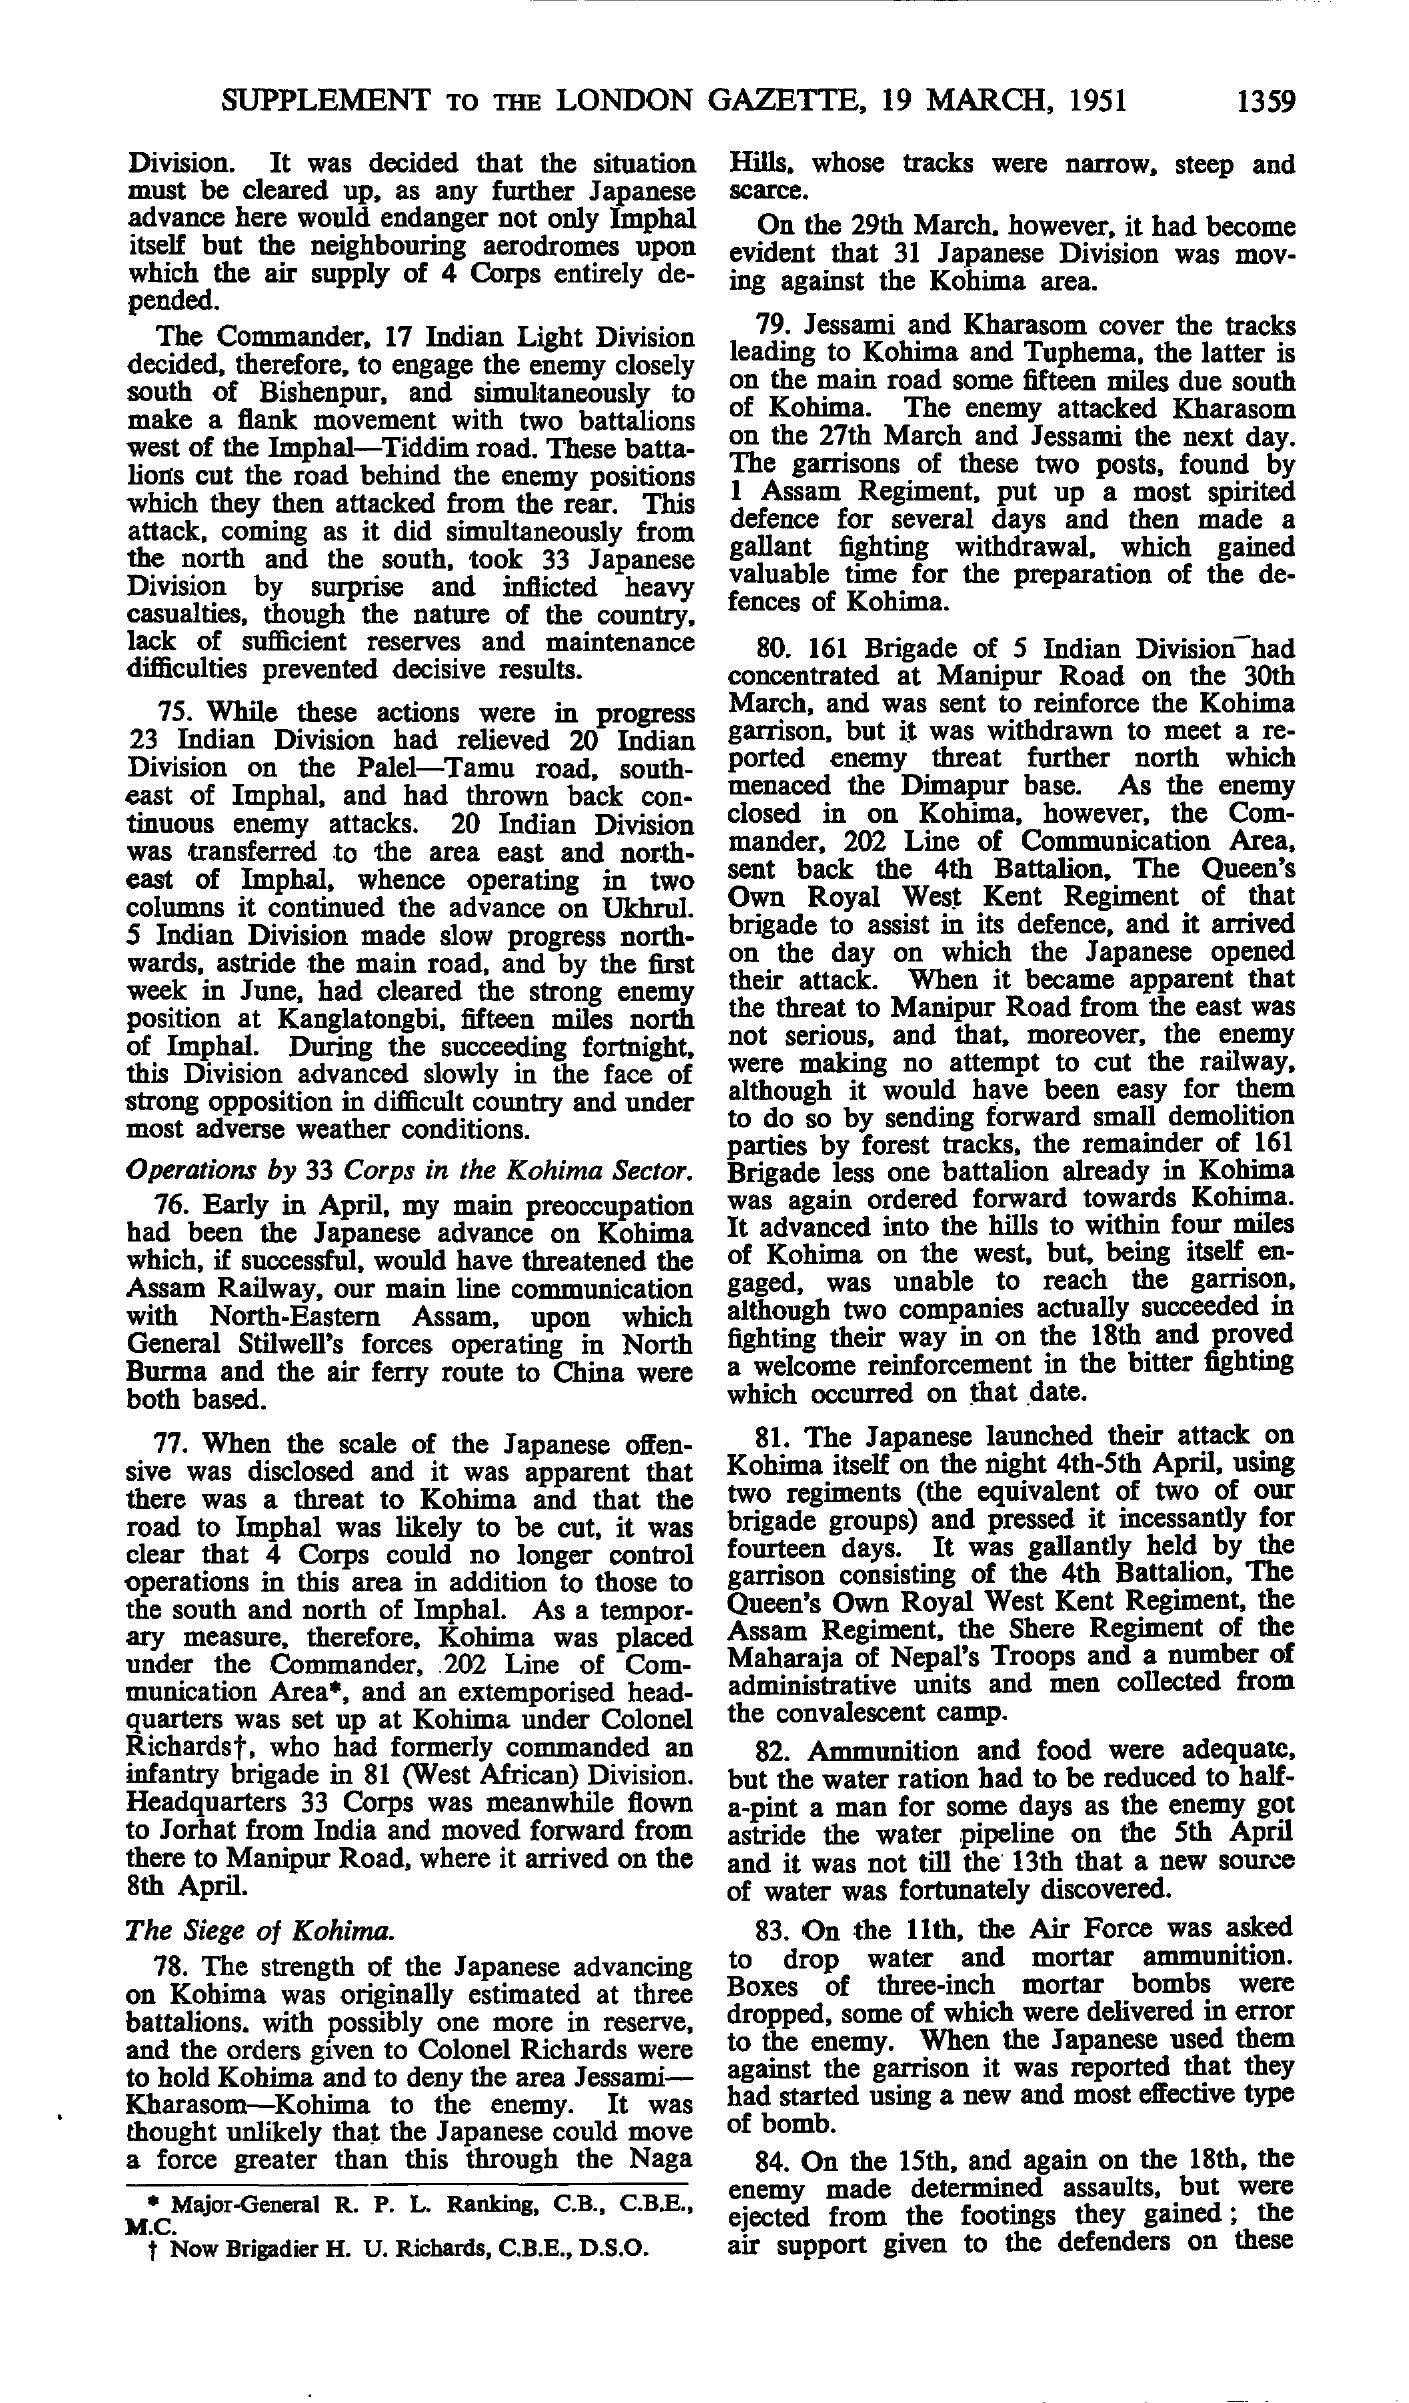 SUPPLEMENT TO THE LONDON GAZETTE, 19 MARCH, 1951 1359
Division. It was decided that the situation
must be cleared up, as any further Japanese
advance here would endanger not only Imphal
itself but the neighbouring aerodromes upon
which the air supply of 4 Corps entirely de-
pended.
The Commander, 17 Indian Light Division
decided, therefore, to engage the enemy closely
south of Bishenpur, and simultaneously to
make a flank movement with two battalions
west of the Imphal—Tiddim road. These batta-
lions cut the road behind the enemy positions
which they then attacked from the rear. This
attack, coming as it did simultaneously from
the north and the south, took 33 Japanese
Division by surprise and inflicted heavy
casualties, though the nature of the country,
lack of sufficient reserves and maintenance
difficulties prevented decisive results.
75. While these actions were in progress
23 Indian Division had relieved 20 Indian
Division on the Palel—Tamu road, south-
east of Imphal, and had thrown back con-
tinuous enemy attacks. 20 Indian Division
was transferred to the area east and north-
east of Imphal, whence operating in two
columns it continued the advance on Ukhrul.
5 Indian Division made slow progress north-
wards, astride the main road, and by the first
week in June, had cleared the strong enemy
position at Kanglatongbi, fifteen miles north
of Imphal. During the succeeding fortnight,
this Division advanced slowly in the face of
strong opposition in difficult country and under
most adverse weather conditions.
Operations by 33 Corps in the Kohima Sector.
76. Early in April, my main preoccupation
had been the Japanese advance on Kohima
which, if successful, would have threatened the
Assam Railway, our main line communication
with North-Eastern Assam, upon which
General Stilwell's forces operating in North
Burma and the air ferry route to China were
both based.
77. When the scale of the Japanese offen-
sive was disclosed and it was apparent that
there was a threat to Kohima and that the
road to Imphal was likely to be cut, it was
clear that 4 Corps could no longer control
operations in this area in addition to those to
the south and north of Imphal. As a tempor-
ary measure, therefore, Kohima was placed
under the Commander, 202 Line of Com-
munication Area*, and an extemporised head-
quarters was set up at Kohima under Colonel
Richards†, who had formerly commanded an
infantry brigade in 81 (West African) Division.
Headquarters 33 Corps was meanwhile flown
to Jorhat from India and moved forward from
there to Manipur Road, where it arrived on the
8th April.
The Siege of Kohima.
78. The strength of the Japanese advancing
on Kohima was originally estimated at three
battalions. with possibly one more in reserve,
and the orders given to Colonel Richards were
to hold Kohima and to deny the area Jessami—
Kharasom—Kohima to the enemy. It was
thought unlikely that the Japanese could move
a force greater than this through the Naga
* Major-General R. P. L. Ranking, C.B., C.B.E.,
M.C.
† Now Brigadier H. U. Richards, C.B.E., D.S.O.
Hills, whose tracks were narrow, steep and
scarce.
On the 29th March. however, it had become
evident that 31 Japanese Division was mov-
ing against the Kohima area.
79. Jessami and Kharasom cover the tracks
leading to Kohima and Tuphema, the latter is
on the main road some fifteen miles due south
of Kohima. The enemy attacked Kharasom
on the 27th March and Jessami the next day.
The garrisons of these two posts, found by
1 Assam Regiment, put up a most spirited
defence for several days and then made a
gallant fighting withdrawal, which gained
valuable time for the preparation of the de-
fences of Kohima.
80. 161 Brigade of 5 Indian Division had
concentrated at Manipur Road on the 30th
March, and was sent to reinforce the Kohima
garrison, but it was withdrawn to meet a re-
ported enemy threat further north which
menaced the Dimapur base. As the enemy
closed in on Kohima, however, the Com-
mander, 202 Line of Communication Area,
sent back the 4th Battalion, The Queen's
Own Royal West Kent Regiment of that
brigade to assist in its defence, and it arrived
on the day on which the Japanese opened
their attack. When it became apparent that
the threat to Manipur Road from the east was
not serious, and that, moreover, the enemy
were making no attempt to cut the railway,
although it would have been easy for them
to do so by sending forward small demolition
parties by forest tracks, the remainder of 161
Brigade less one battalion already in Kohima
was again ordered forward towards Kohima.
It advanced into the hills to within four miles
of Kohima on the west, but, being itself en-
gaged, was unable to reach the garrison,
although two companies actually succeeded in
fighting their way in on the 18th and proved
a welcome reinforcement in the bitter fighting
which occurred on that date.
81. The Japanese launched their attack on
Kohima itself on the night 4th-5th April, using
two regiments (the equivalent of two of our
brigade groups) and pressed it incessantly for
fourteen days. It was gallantly held by the
garrison consisting of the 4th Battalion, The
Queen's Own Royal West Kent Regiment, the
Assam Regiment, the Shere Regiment of the
Maharaja of Nepal's Troops and a number of
administrative units and men collected from
the convalescent camp.
82. Ammunition and food were adequate,
but the water ration had to be reduced to half-
a-pint a man for some days as the enemy got
astride the water pipeline on the 5th April
and it was not till the 13th that a new source
of water was fortunately discovered.
83. On the 11th, the Air Force was asked
to drop water and mortar ammunition.
Boxes of three-inch mortar bombs were
dropped, some of which were delivered in error
to the enemy. When the Japanese used them
against the garrison it was reported that they
had started using a new and most effective type
of bomb.
84. On the 15th, and again on the 18th, the
enemy made determined assaults, but were
ejected from the footings they gained; the
air support given to the defenders on these